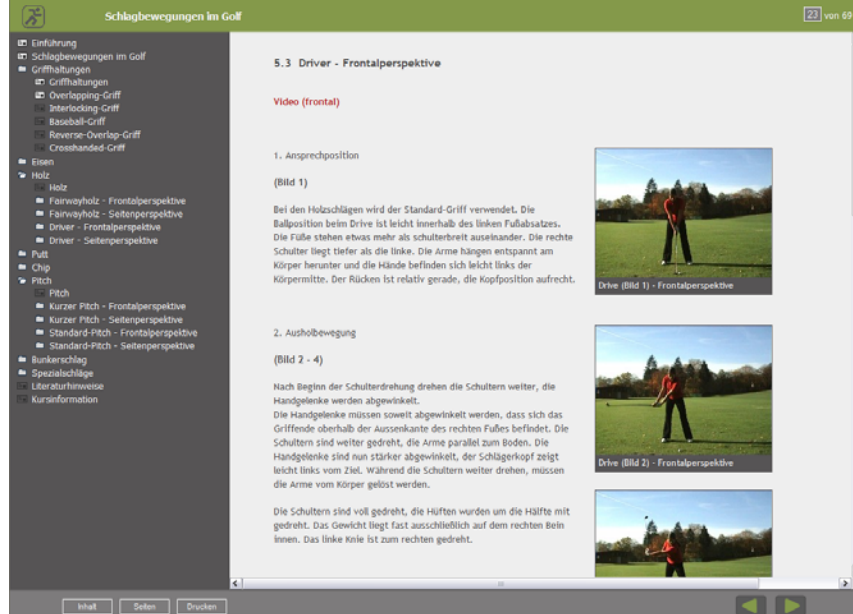 Schlagbewegungen im Golf
23 von 69
Einführung
Schlagbewegungen im Golf
Griffhaltungen
Griffhaltungen
Overlapping-Griff
Interlocking-Griff
Baseball-Griff
Reverse-Overlap-Griff
Crosshanded-Griff
Eisen
Holz
Holz
Fairwayholz - Frontalperspektive
Fairwayholz - Seitenperspektive
Driver - Frontalperspektive
Driver - Seitenperspektive
Putt
Chip
Pitch
Pitch
Kurzer Pitch - Frontalperspektive
Kurzer Pitch - Seitenperspektive
Standard-Pitch - Frontalperspektive
Standard-Pitch - Seitenperspektive
Bunkerschlag
Spezialschläge
Literaturhinweise
Kursinformation
5.3 Driver - Frontalperspektive
Video (frontal)
1. Ansprechposition
(Bild 1)
Bei den Holzschlägen wird der Standard-Griff verwendet. Die
Ballposition beim Drive ist leicht innerhalb des linken Fußabsatzes.
Die Füße stehen etwas mehr als schulterbreit auseinander. Die rechte
Schulter liegt tiefer als die linke. Die Arme hängen entspannt am
Körper herunter und die Hände befinden sich leicht links der
Körpermitte. Der Rücken ist relativ gerade, die Kopfposition aufrecht.
Drive (Bild 1) - Frontalperspektive
2. Ausholbewegung
(Bild 2 - 4)
Nach Beginn der Schulterdrehung drehen die Schultern weiter, die
Handgelenke werden abgewinkelt.
Die Handgelenke müssen soweit abgewinkelt werden, dass sich das
Griffende oberhalb der Aussenkante des rechten Fußes befindet. Die
Schultern sind weiter gedreht, die Arme parallel zum Boden. Die
Handgelenke sind nun stärker abgewinkelt, der Schlägerkopf zeigt
leicht links vom Ziel. Während die Schultern weiter drehen, müssen
die Arme vom Körper gelöst werden.
Drive (Bild 2) - Frontalperspektive
Die Schultern sind voll gedreht, die Hüften wurden um die Hälfte mit
gedreht. Das Gewicht liegt fast ausschließlich auf dem rechten Bein
innen. Das linke Knie ist zum rechten gedreht.
Inhalt
Seiten
Drucken